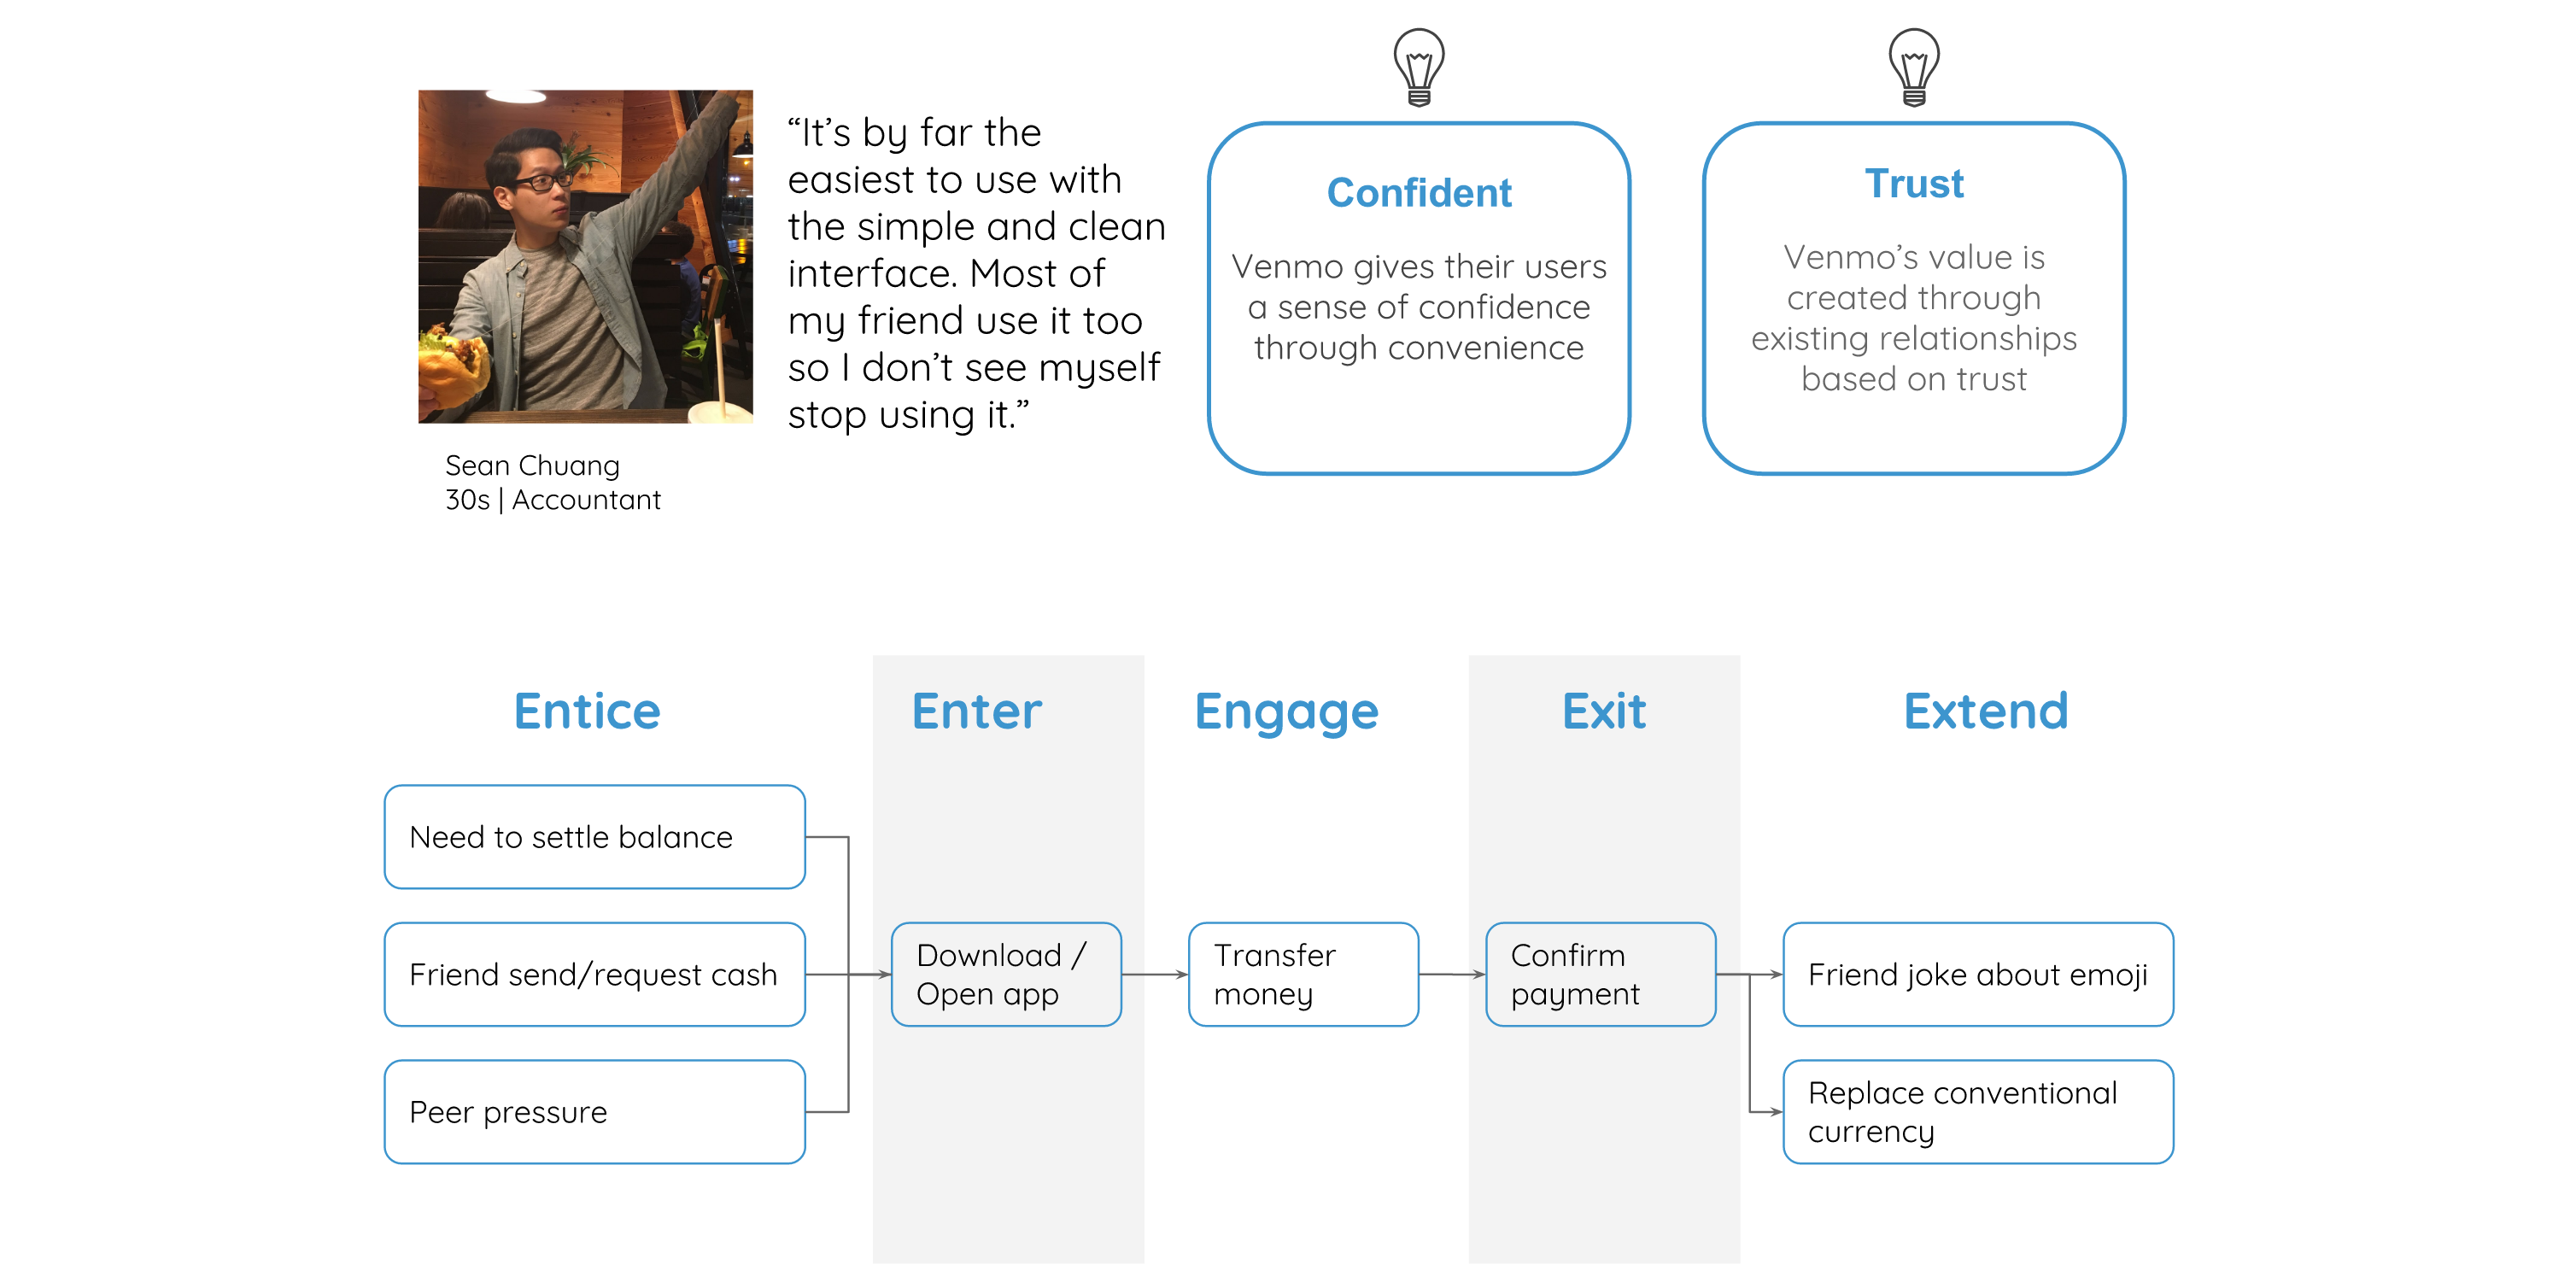 “It’s by far the
easiest to use with
the simple and clean
interface. Most of
my friend use it too
so I don’t see myself
stop using it.”
Sean Chuang
30s | Accountant
Confident
Venmo gives their users
a sense of confidence
through convenience
Trust
Venmo’s value is
created through
existing relationships
based on trust
Entice
Enter
Engage
Exit
Extend
Need to settle balance
Friend send/request cash
Peer pressure
Download /
Open app
Transfer
money
Confirm
payment
Friend joke about emoji
Replace conventional
currency